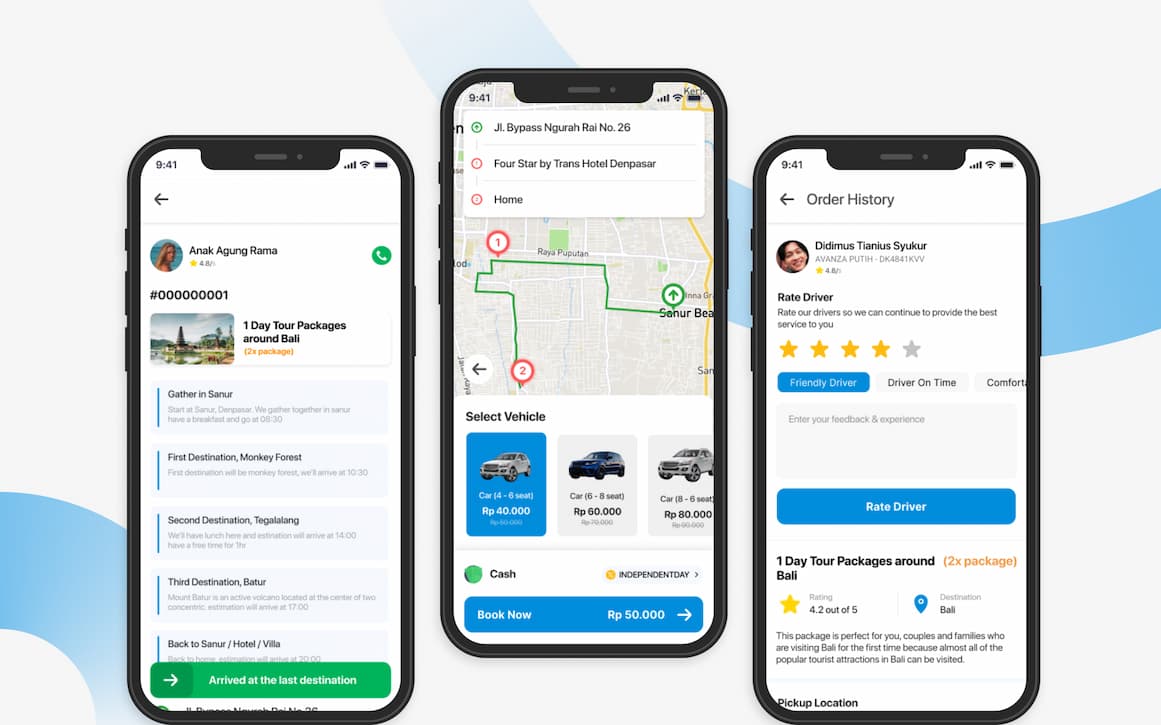 9:41
Anak Agung Rama
4.8/5
#000000001
1 Day Tour Packages
around Bali
(2x package)
Gather in Sanur
Start at Sanur, Denpasar. We gather together in sanur
have a breakfast and go at 08:30
First Destination, Monkey Forest
First destination will be monkey forest, we'll arrive at 10:30
Second Destination, Tegalalang
We'll have lunch here and estination will arrive at 14:00
have a free time for 1hr
Third Destination, Batur
Mount Batur is an active volcano located at the center of two
concentric. estimation will arrive at 17:00
Back to Sanur / Hotel / Villa
Back to home, estimation will arrive at 20:00
Arrived at the last destination
Jl. Bypass Ngurah Rai No. 26
9:41
Jl. Bypass Ngurah Rai No. 26
1
Four Star by Trans Hotel Denpasar
2
Home
1
Raya Puputan
Inna Gr
Sanur Bea
San
2
Select Vehicle
Car (4 - 6 seat)
Rp 40.000
Rp 50.000
Car (6 - 8 seat)
Rp 60.000
Rp 70.000
Car (8 - 6 seat)
Rp 80.000
Rp 90.000
Cash
INDEPENDENTDAY >
Book Now
Rp 50.000
9:41
Order History
Didimus Tianius Syukur
AVANZA PUTIH - DK4841KVV
4.8/5
Rate Driver
Rate our drivers so we can continue to provide the best
service to you
Friendly Driver
Driver On Time
Comforta
Enter your feedback & experience
Rate Driver
1 Day Tour Packages around
Bali
(2x package)
Rating
4.2 out of 5
Destination
Bali
This package is perfect for you, couples and families who
are visiting Bali for the first time because almost all of the
popular tourist attractions in Bali can be visited.
Pickup Location